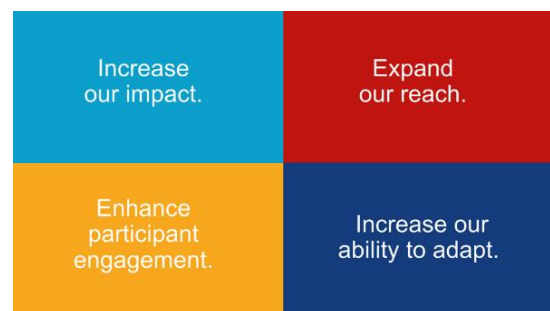 Increase
our impact.
Expand
our reach.
Enhance
participant
engagement.
Increase our
ability to adapt.